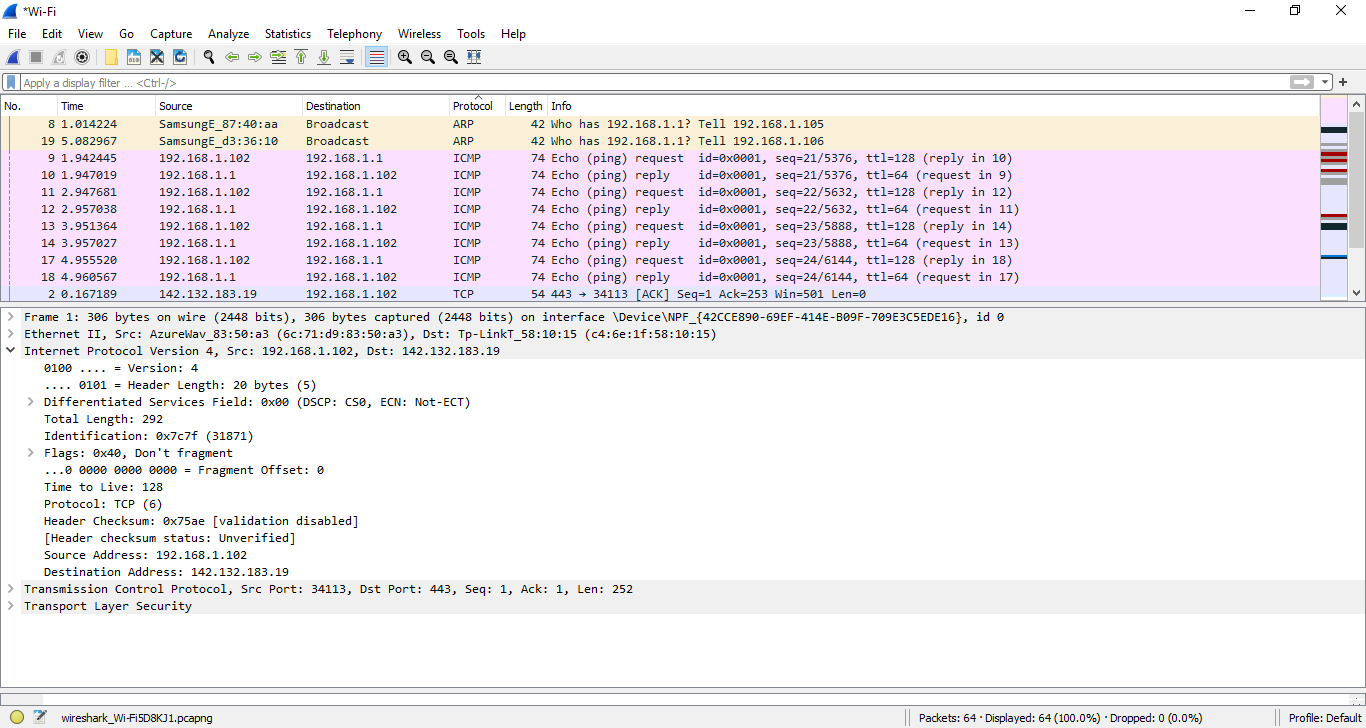 *Wi-Fi
File Edit View Go Capture Analyze Statistics Telephony Wireless Tools Help
Apply a display filter ... <Ctrl-/>
No. Time Source Destination Protocol Length Info
8 1.014224 SamsungE_87:40:aa Broadcast ARP 42 Who has 192.168.1.1? Tell 192.168.1.105
19 5.082967 SamsungE_d3:36:10 Broadcast ARP 42 Who has 192.168.1.1? Tell 192.168.1.106
9 1.942445 192.168.1.102 192.168.1.1 ICMP 74 Echo (ping) request id=0x0001, seq=21/5376, ttl=128 (reply in 10)
10 1.947019 192.168.1.1 192.168.1.102 ICMP 74 Echo (ping) reply id=0x0001, seq=21/5376, ttl=64 (request in 9)
11 2.947681 192.168.1.102 192.168.1.1 ICMP 74 Echo (ping) request id=0x0001, seq=22/5632, ttl=128 (reply in 12)
12 2.957038 192.168.1.1 192.168.1.102 ICMP 74 Echo (ping) reply id=0x0001, seq=22/5632, ttl=64 (request in 11)
13 3.951364 192.168.1.102 192.168.1.1 ICMP 74 Echo (ping) request id=0x0001, seq=23/5888, ttl=128 (reply in 14)
14 3.957027 192.168.1.1 192.168.1.102 ICMP 74 Echo (ping) reply id=0x0001, seq=23/5888, ttl=64 (request in 13)
17 4.955520 192.168.1.102 192.168.1.1 ICMP 74 Echo (ping) request id=0x0001, seq=24/6144, ttl=128 (reply in 18)
18 4.960567 192.168.1.1 192.168.1.102 ICMP 74 Echo (ping) reply id=0x0001, seq=24/6144, ttl=64 (request in 17)
2 0.167189 142.132.183.19 192.168.1.102 TCP 54 443 → 34113 [ACK] Seq=1 Ack=253 Win=501 Len=0
Frame 1: 306 bytes on wire (2448 bits), 306 bytes captured (2448 bits) on interface \Device\NPF_{42CCE890-69EF-414E-B09F-709E3C5EDE16}, id 0
Ethernet II, Src: AzureWav_83:50:a3 (6c:71:d9:83:50:a3), Dst: Tp-LinkT_58:10:15 (c4:6e:1f:58:10:15)
Internet Protocol Version 4, Src: 192.168.1.102, Dst: 142.132.183.19
0100 .... = Version: 4
.... 0101 = Header Length: 20 bytes (5)
Differentiated Services Field: 0x00 (DSCP: CS0, ECN: Not-ECT)
Total Length: 292
Identification: 0x7c7f (31871)
Flags: 0x40, Don't fragment
...0 0000 0000 0000 = Fragment Offset: 0
Time to Live: 128
Protocol: TCP (6)
Header Checksum: 0x75ae [validation disabled]
[Header checksum status: Unverified]
Source Address: 192.168.1.102
Destination Address: 142.132.183.19
Transmission Control Protocol, Src Port: 34113, Dst Port: 443, Seq: 1, Ack: 1, Len: 252
Transport Layer Security
wireshark_Wi-Fi5D8KJ1.pcapng Packets: 64 · Displayed: 64 (100.0%) · Dropped: 0 (0.0%) Profile: Default